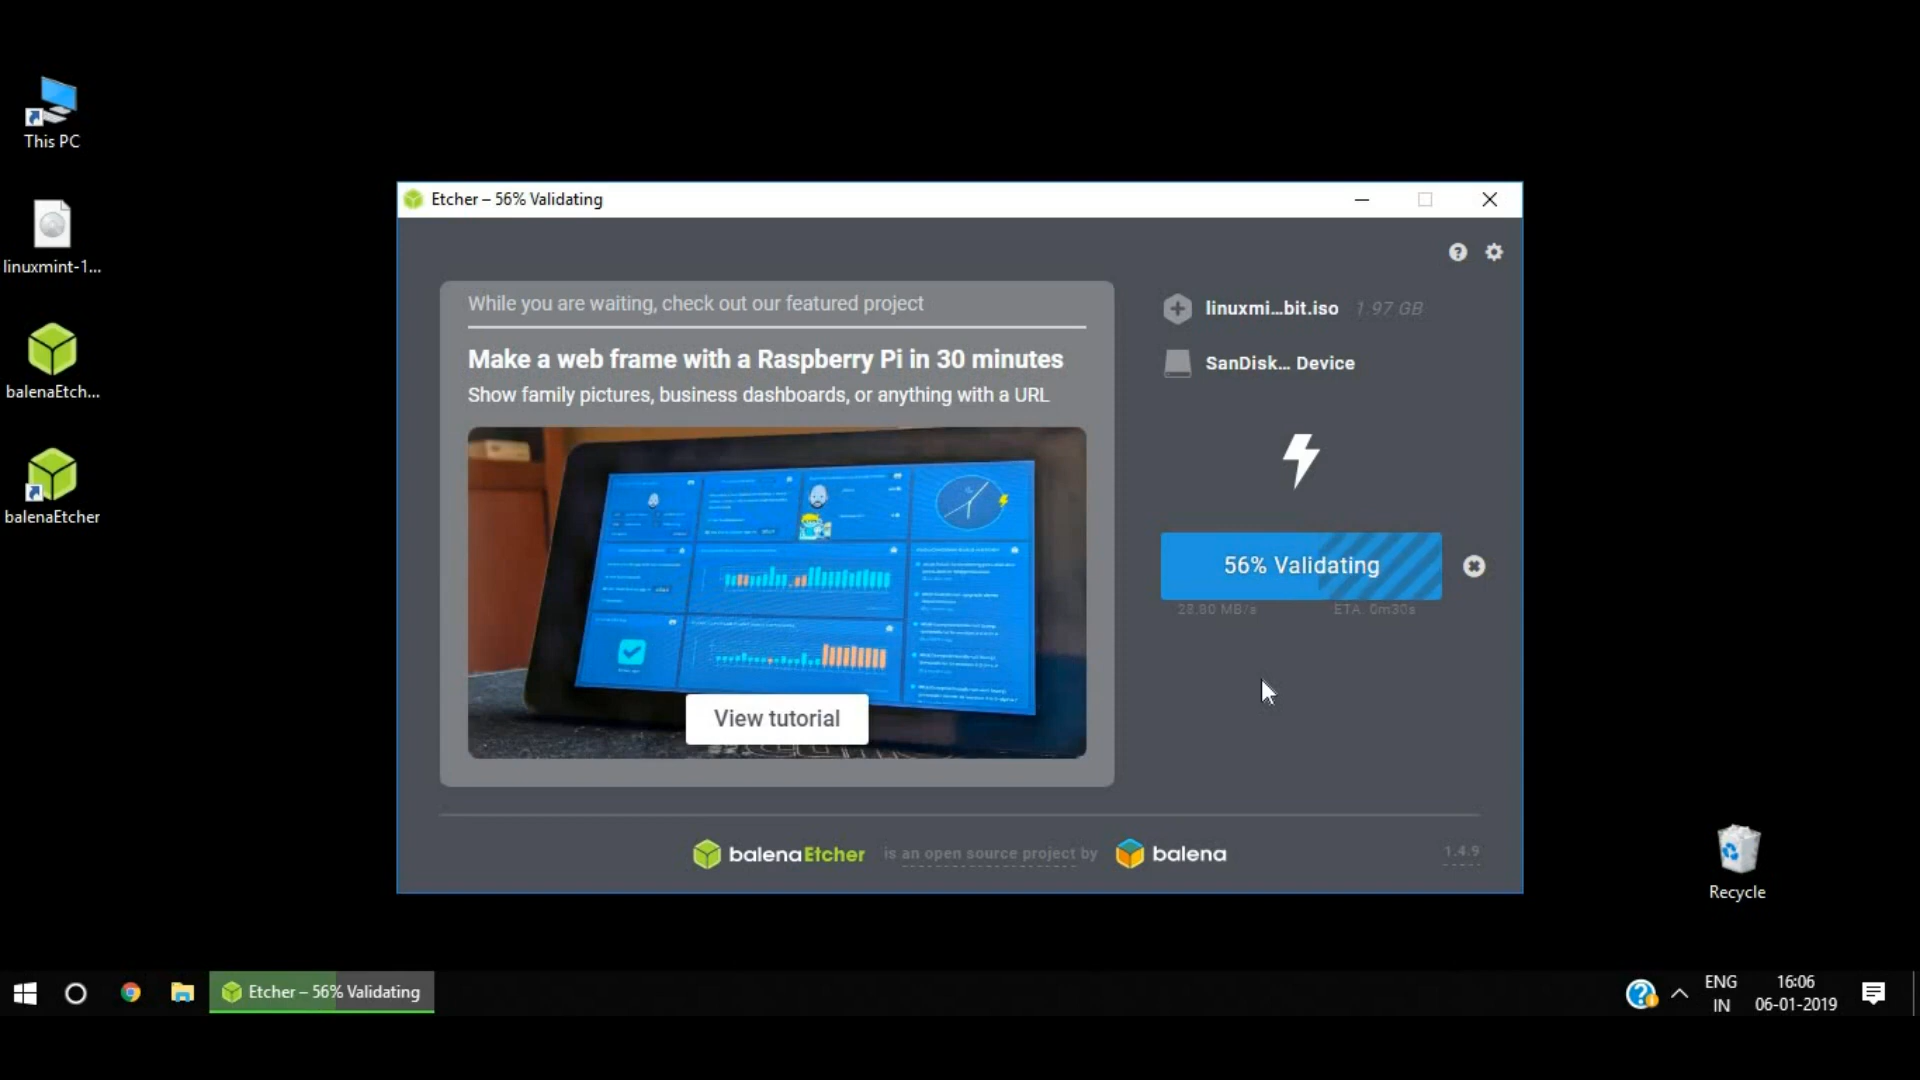 This PC
linuxmint-1...
balenaEtch...
balenaEtcher
Etcher – 56% Validating
While you are waiting, check out our featured project
Make a web frame with a Raspberry Pi in 30 minutes
Show family pictures, business dashboards, or anything with a URL
View tutorial
linuxmi...bit.iso 1.97 GB
SanDisk... Device
56% Validating
28.80 MB/s ETA: 0m30s
balenaEtcher is an open source project by balena
1.4.9
Recycle
Etcher – 56% Validating
ENG
IN
16:06
06-01-2019